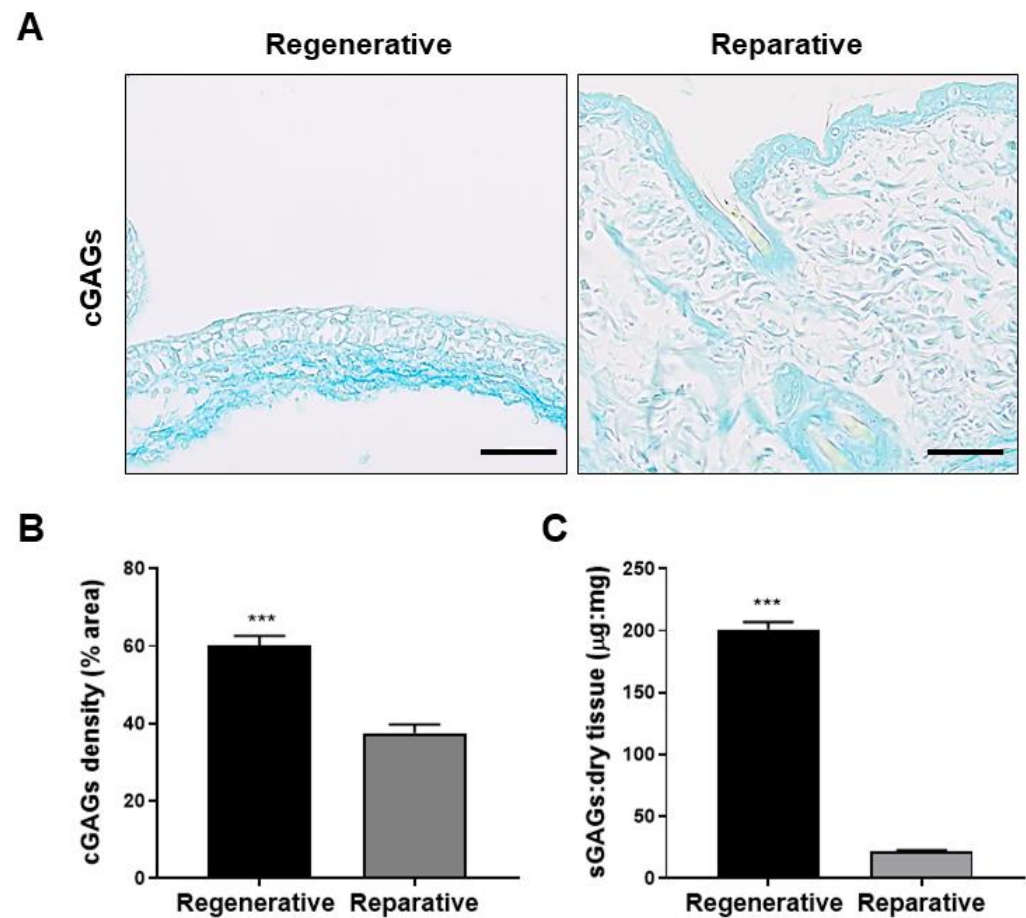 A
Regenerative
Reparative
cGAGs
B
cGAGs density (% area)
80
60
40
20
0
***
Regenerative
Reparative
C
sGAGs:dry tissue (μg:mg)
250
200
150
100
50
0
***
Regenerative
Reparative